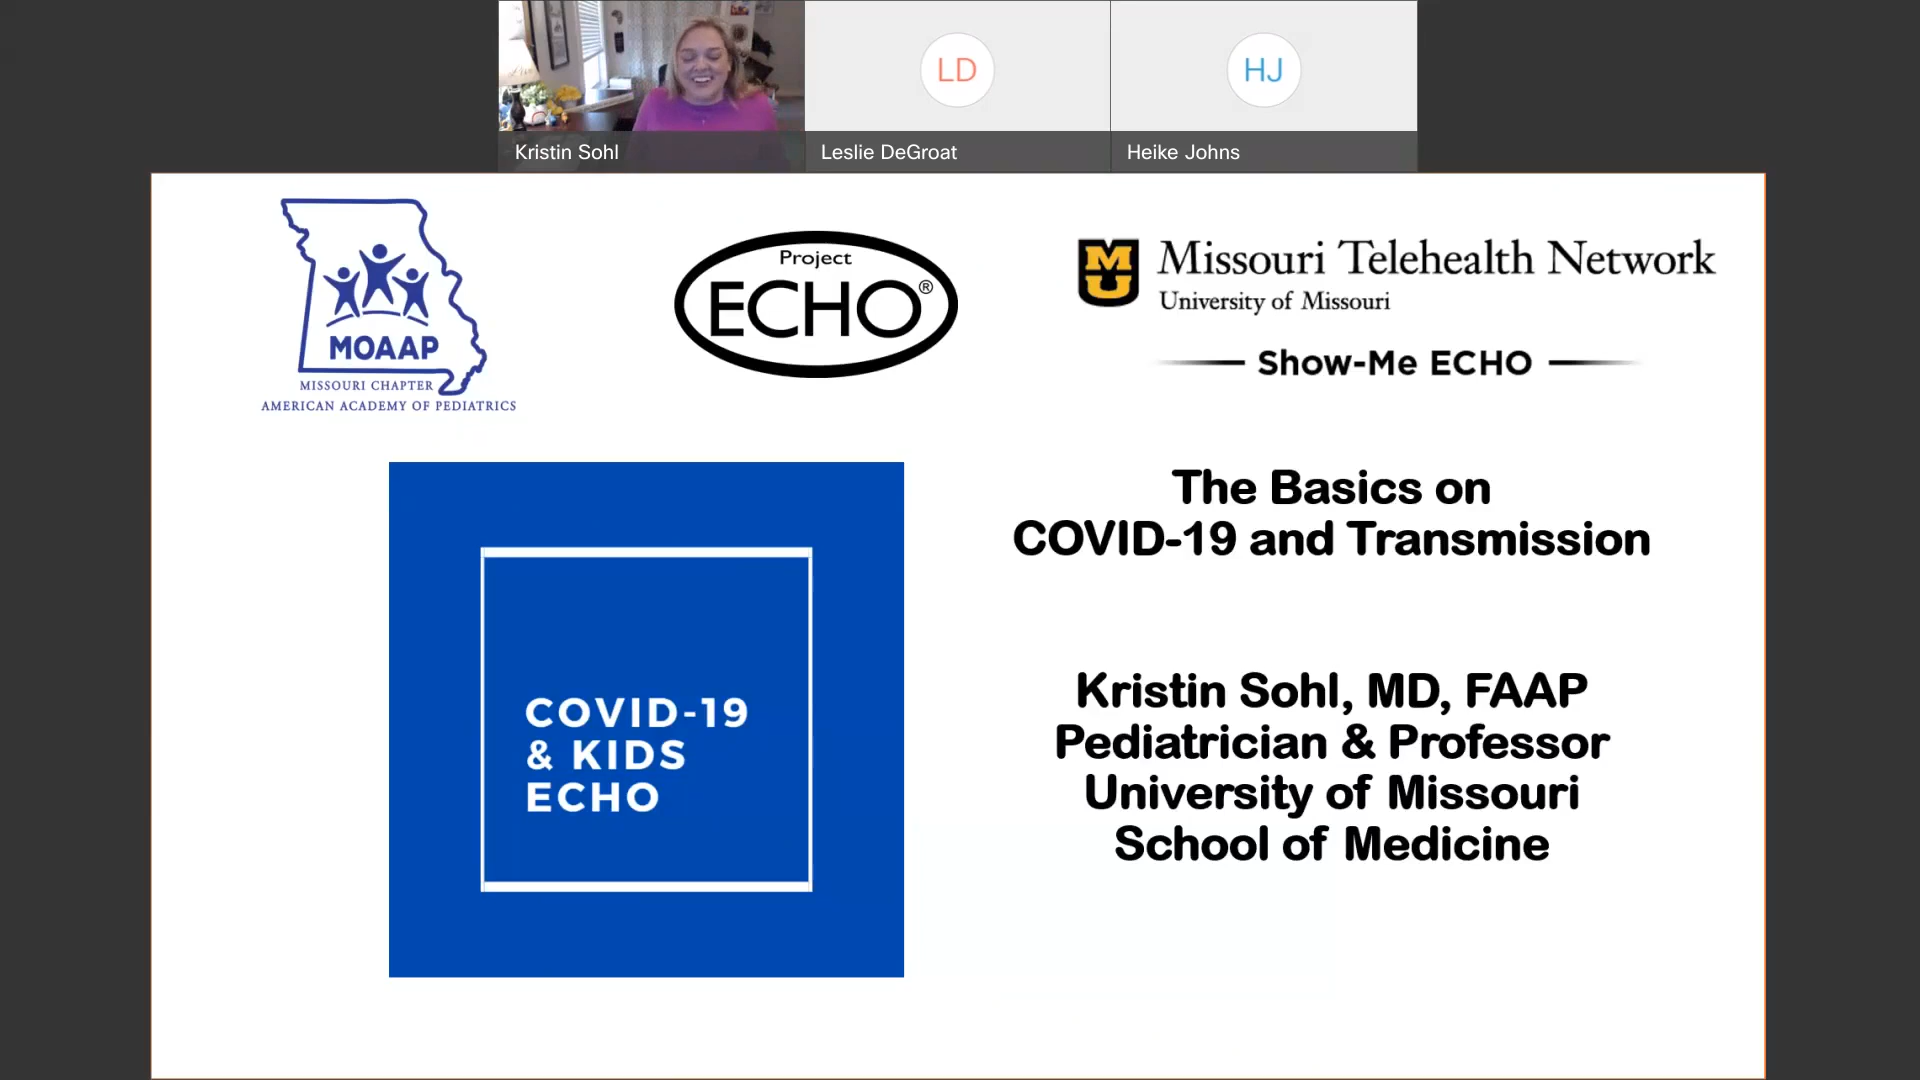 LD
HJ
Kristin Sohl
Leslie DeGroat
Heike Johns
MOAAP
MISSOURI CHAPTER
AMERICAN ACADEMY OF PEDIATRICS
Project
ECHO®
MU
Missouri Telehealth Network
University of Missouri
Show-Me ECHO
The Basics on
COVID-19 and Transmission
COVID-19
& KIDS
ECHO
Kristin Sohl, MD, FAAP
Pediatrician & Professor
University of Missouri
School of Medicine